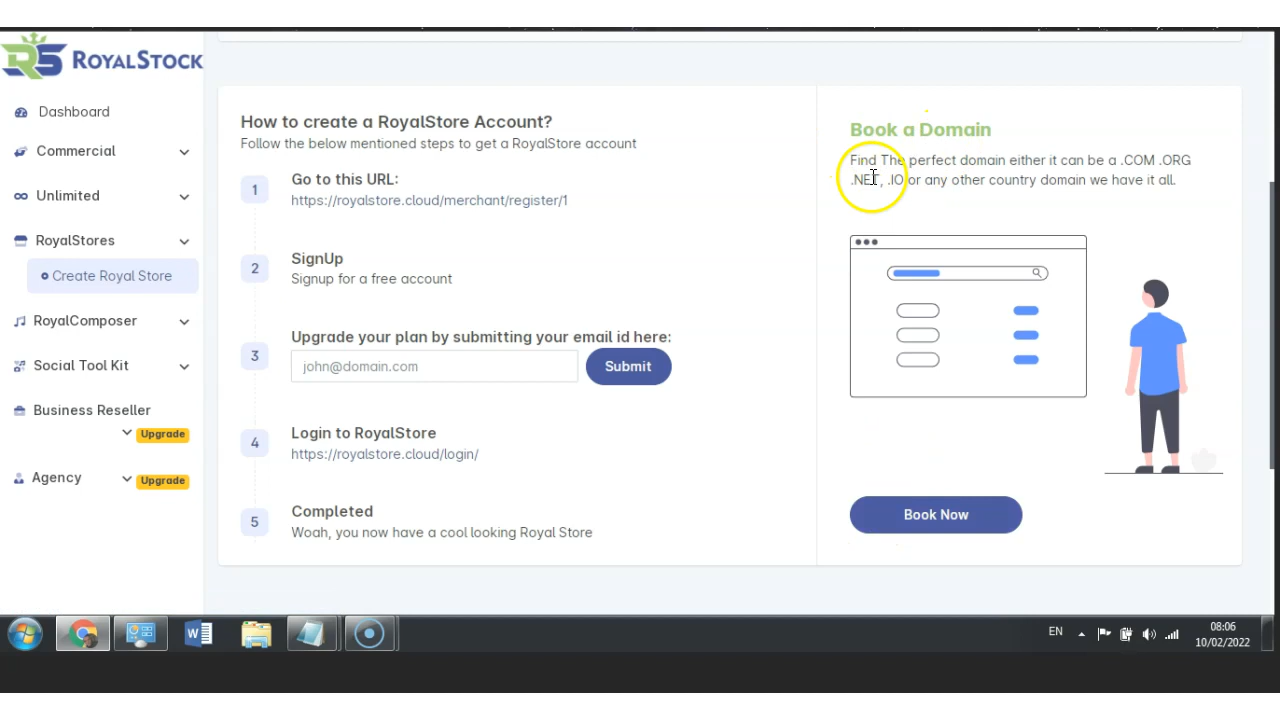 RS ROYALSTOCK
Dashboard
Commercial
Unlimited
RoyalStores
Create Royal Store
RoyalComposer
Social Tool Kit
Business Reseller
Upgrade
Agency
Upgrade
How to create a RoyalStore Account?
Follow the below mentioned steps to get a RoyalStore account
1
Go to this URL:
https://royalstore.cloud/merchant/register/1
2
SignUp
Signup for a free account
3
Upgrade your plan by submitting your email id here:
john@domain.com
Submit
4
Login to RoyalStore
https://royalstore.cloud/login/
5
Completed
Woah, you now have a cool looking Royal Store
Book a Domain
Find The perfect domain either it can be a .COM .ORG
.NET, .IO or any other country domain we have it all.
Book Now
EN
08:06
10/02/2022